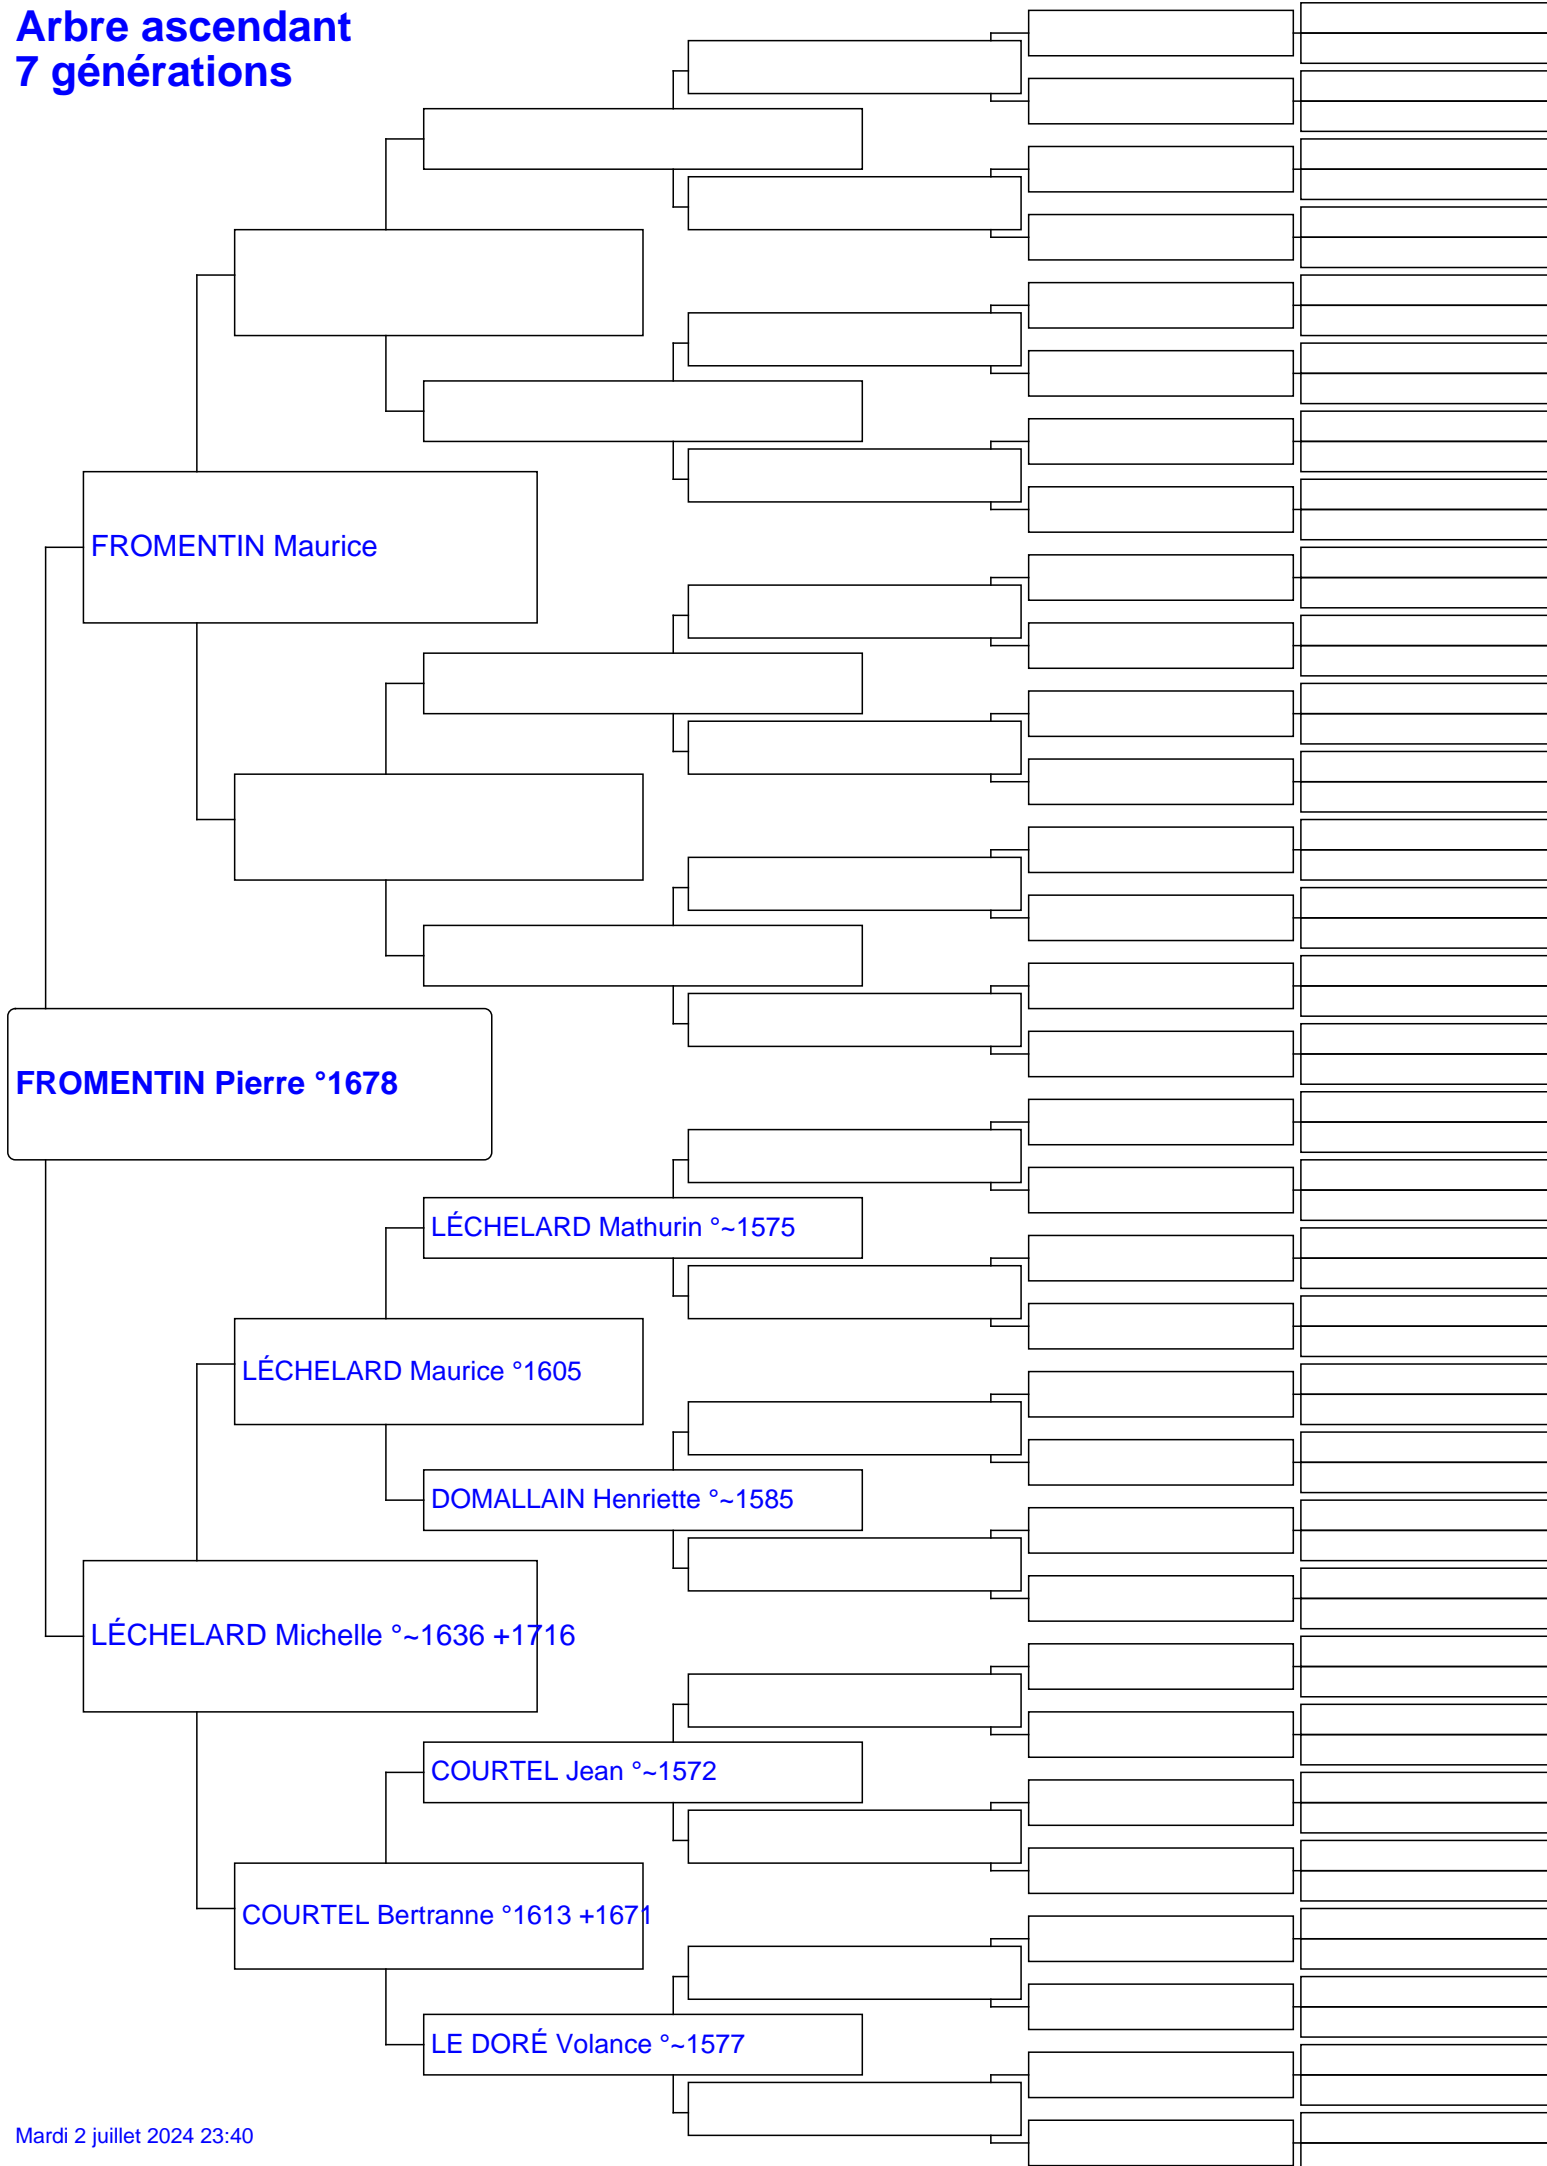 Arbre ascendant
7 générations
FROMENTIN Maurice
FROMENTIN Pierre °1678
LÉCHELARD Mathurin °~1575
LÉCHELARD Maurice °1605
DOMALLAIN Henriette °~1585
LÉCHELARD Michelle °~1636 +1716
COURTEL Jean °~1572
COURTEL Bertranne °1613 +1671
LE DORÉ Volance °~1577
Mardi 2 juillet 2024 23:40